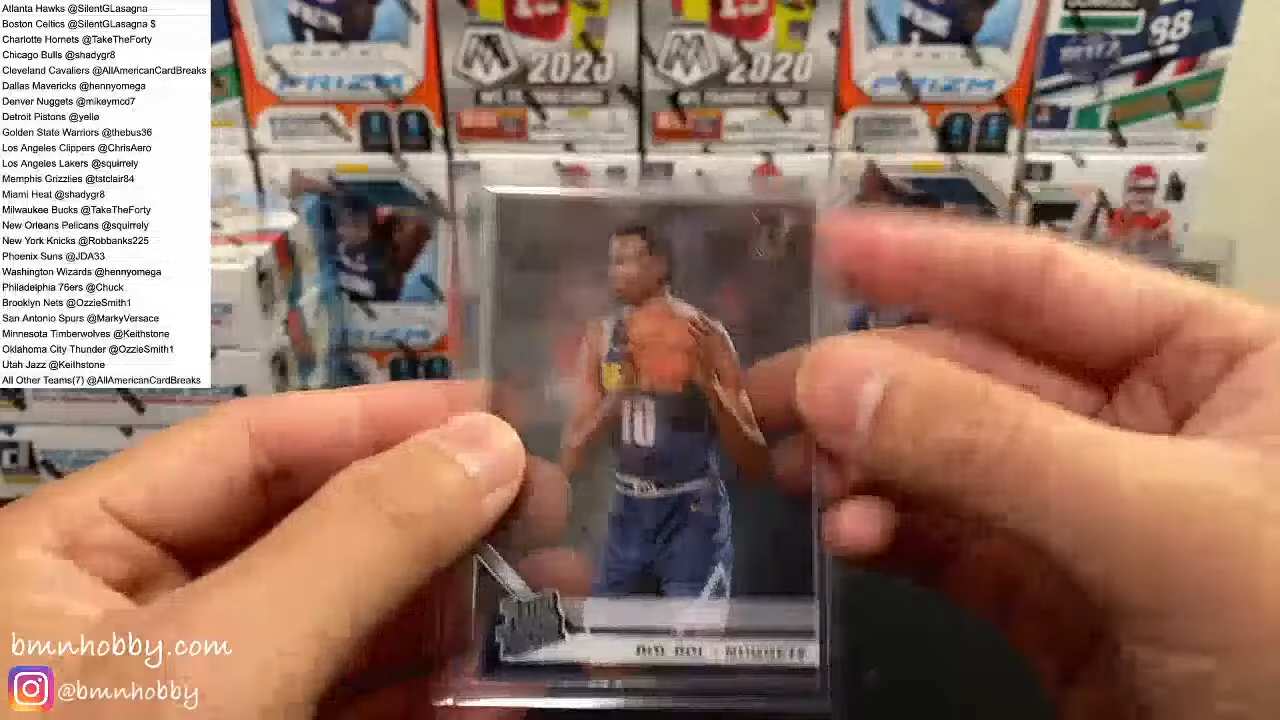 Atlanta Hawks @SilentGLasagna
Boston Celtics @SilentGLasagna $
Charlotte Hornets @TakeTheForty
Chicago Bulls @shadygr8
Cleveland Cavaliers @AllAmericanCardBreaks
Dallas Mavericks @hennyomega
Denver Nuggets @mikeymcd7
Detroit Pistons @yelle
Golden State Warriors @thebus36
Los Angeles Clippers @ChrisAero
Los Angeles Lakers @squirrely
Memphis Grizzlies @tstclair84
Miami Heat @shadygr8
Milwaukee Bucks @TakeTheForty
New Orleans Pelicans @squirrely
New York Knicks @Robbanks225
Phoenix Suns @JDA33
Washington Wizards @hennyomega
Philadelphia 76ers @Chuck
Brooklyn Nets @OzzieSmith1
San Antonio Spurs @MarkyVersace
Minnesota Timberwolves @Keithstone
Oklahoma City Thunder @OzzieSmith1
Utah Jazz @Keithstone
All Other Teams(7) @AllAmericanCardBreaks
PRIZM
2020
2020
PRIZM
88
10
bmnhobby.com
@bmnhobby